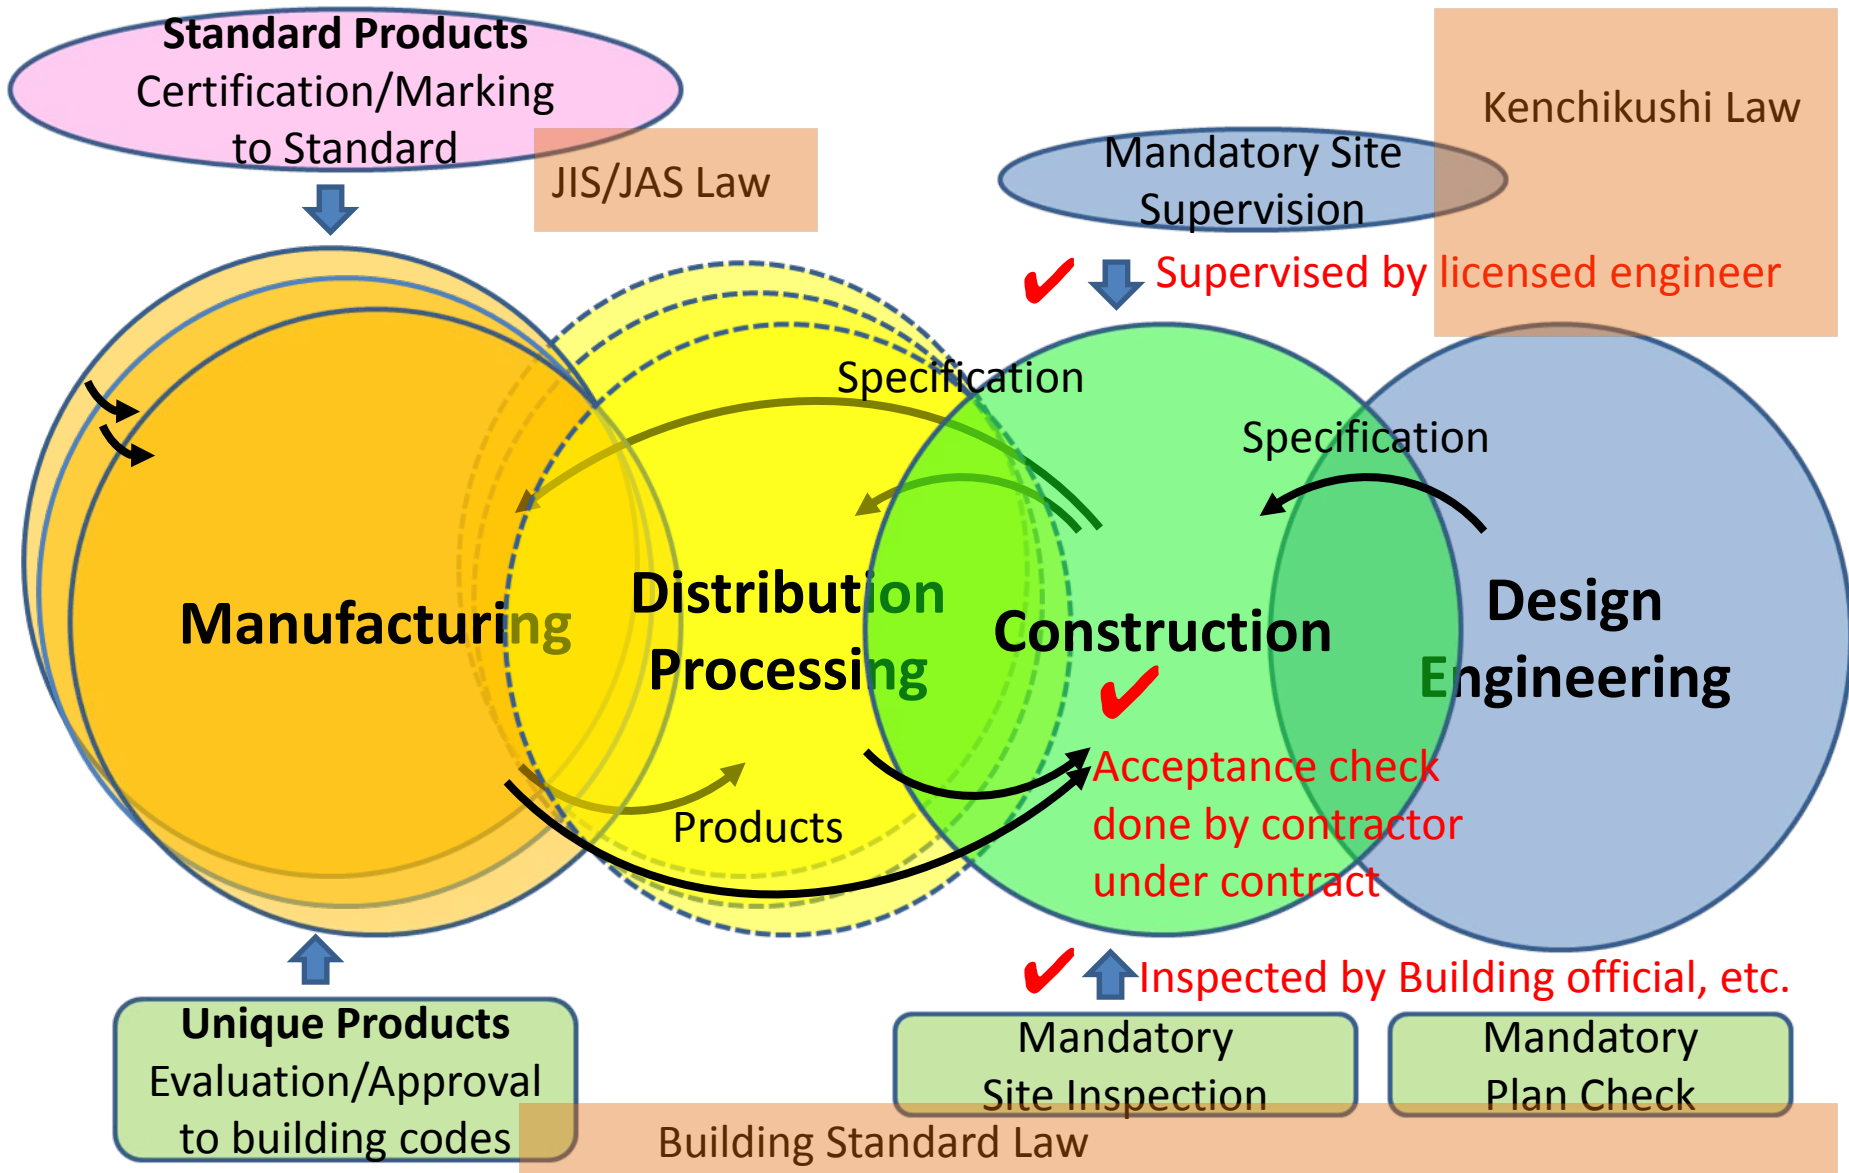 Standard Products
Certification/Marking
to Standard
JIS/JAS Law
Kenchikushi Law
Mandatory Site
Supervision
✔ Supervised by licensed engineer
Specification
Specification
Manufacturing
Distribution
Processing
Construction
Design
Engineering
✔
Acceptance check
done by contractor
under contract
Products
✔ Inspected by Building official, etc.
Unique Products
Evaluation/Approval
to building codes
Mandatory
Site Inspection
Mandatory
Plan Check
Building Standard Law